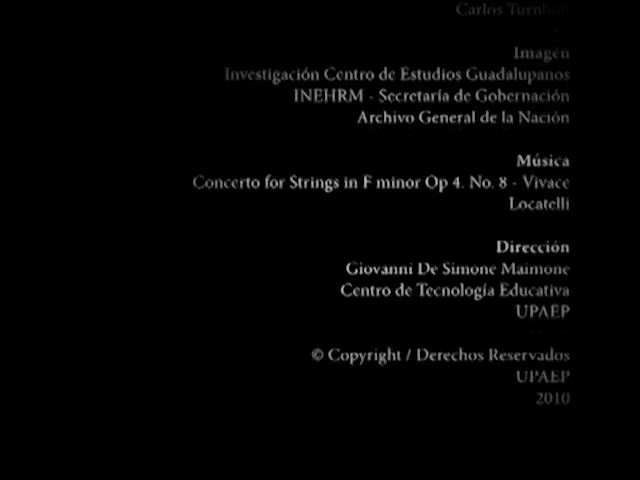 Carlos Turnbull
Imagén
Investigación Centro de Estudios Guadalupanos
INEHRM - Secretaría de Gobernación
Archivo General de la Nación
Música
Concerto for Strings in F minor Op 4. No. 8 - Vivace
Locatelli
Dirección
Giovanni De Simone Maimone
Centro de Tecnología Educativa
UPAEP
© Copyright / Derechos Reservados
UPAEP
2010